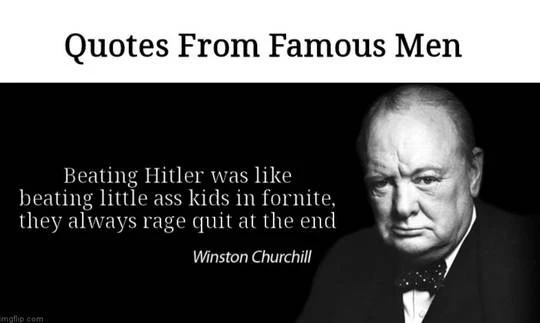 Quotes From Famous Men
Beating Hitler was like
beating little ass kids in fornite,
they always rage quit at the end
Winston Churchill
imgflip.com